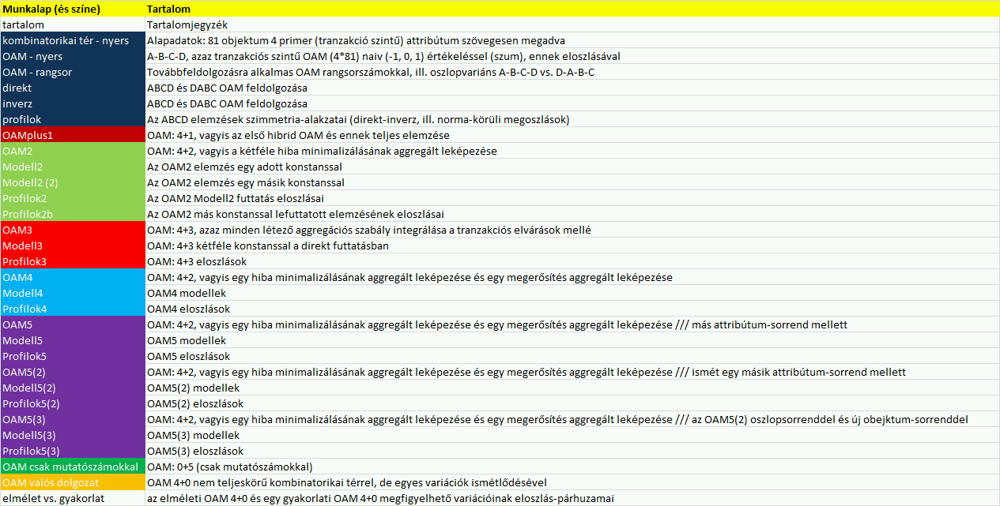 Munkalap (és színe) Tartalom
tartalom Tartalomjegyzék
kombinatorikai tér - nyers Alapadatok: 81 objektum 4 primer (tranzakció szintű) attribútum szövegesen megadva
OAM - nyers A-B-C-D, azaz tranzakciós szintű OAM (4*81) naiv (-1, 0, 1) értékeléssel (szum), ennek eloszlásával
OAM - rangsor Továbbfeldolgozásra alkalmas OAM rangsorszámokkal, ill. oszlopvariáns A-B-C-D vs. D-A-B-C
direkt ABCD és DABC OAM feldolgozása
inverz ABCD és DABC OAM feldolgozása
profilok Az ABCD elemzések szimmetria-alakzatai (direkt-inverz, ill. norma-körüli megoszlások)
OAMplus1 OAM: 4+1, vagyis az első hibrid OAM és ennek teljes elemzése
OAM2 OAM: 4+2, vagyis a kétféle hiba minimalizálásának aggregált leképezése
Modell2 Az OAM2 elemzés egy adott konstanssal
Modell2 (2) Az OAM2 elemzés egy másik konstanssal
Profilok2 Az OAM2 Modell2 futtatás eloszlásai
Profilok2b Az OAM2 más konstanssal lefuttatott elemzésének eloszlásai
OAM3 OAM: 4+3, azaz minden létező aggregációs szabály integrálása a tranzakciós elvárások mellé
Modell3 OAM: 4+3 kétféle konstanssal a direkt futtatásban
Profilok3 OAM: 4+3 eloszlások
OAM4 OAM: 4+2, vagyis egy hiba minimalizálásának aggregált leképezése és egy megerősítés aggregált leképezése
Modell4 OAM4 modellek
Profilok4 OAM4 eloszlások
OAM5 OAM: 4+2, vagyis egy hiba minimalizálásának aggregált leképezése és egy megerősítés aggregált leképezése /// más attribútum-sorrend mellett
Modell5 OAM5 modellek
Profilok5 OAM5 eloszlások
OAM5(2) OAM: 4+2, vagyis egy hiba minimalizálásának aggregált leképezése és egy megerősítés aggregált leképezése /// ismét egy másik attribútum-sorrend mellett
Modell5(2) OAM5(2) modellek
Profilok5(2) OAM5(2) eloszlások
OAM5(3) OAM: 4+2, vagyis egy hiba minimalizálásának aggregált leképezése és egy megerősítés aggregált leképezése /// az OAM5(2) oszlopsorrenddel és új obejktum-sorrenddel
Modell5(3) OAM5(3) modellek
Profilok5(3) OAM5(3) eloszlások
OAM csak mutatószámokkal OAM: 0+5 (csak mutatószámokkal)
OAM valós dolgozat OAM 4+0 nem teljeskörű kombinatorikai térrel, de egyes variációk ismétlődésével
elmélet vs. gyakorlat az elméleti OAM 4+0 és egy gyakorlati OAM 4+0 megfigyelhető variációinak eloszlás-párhuzamai